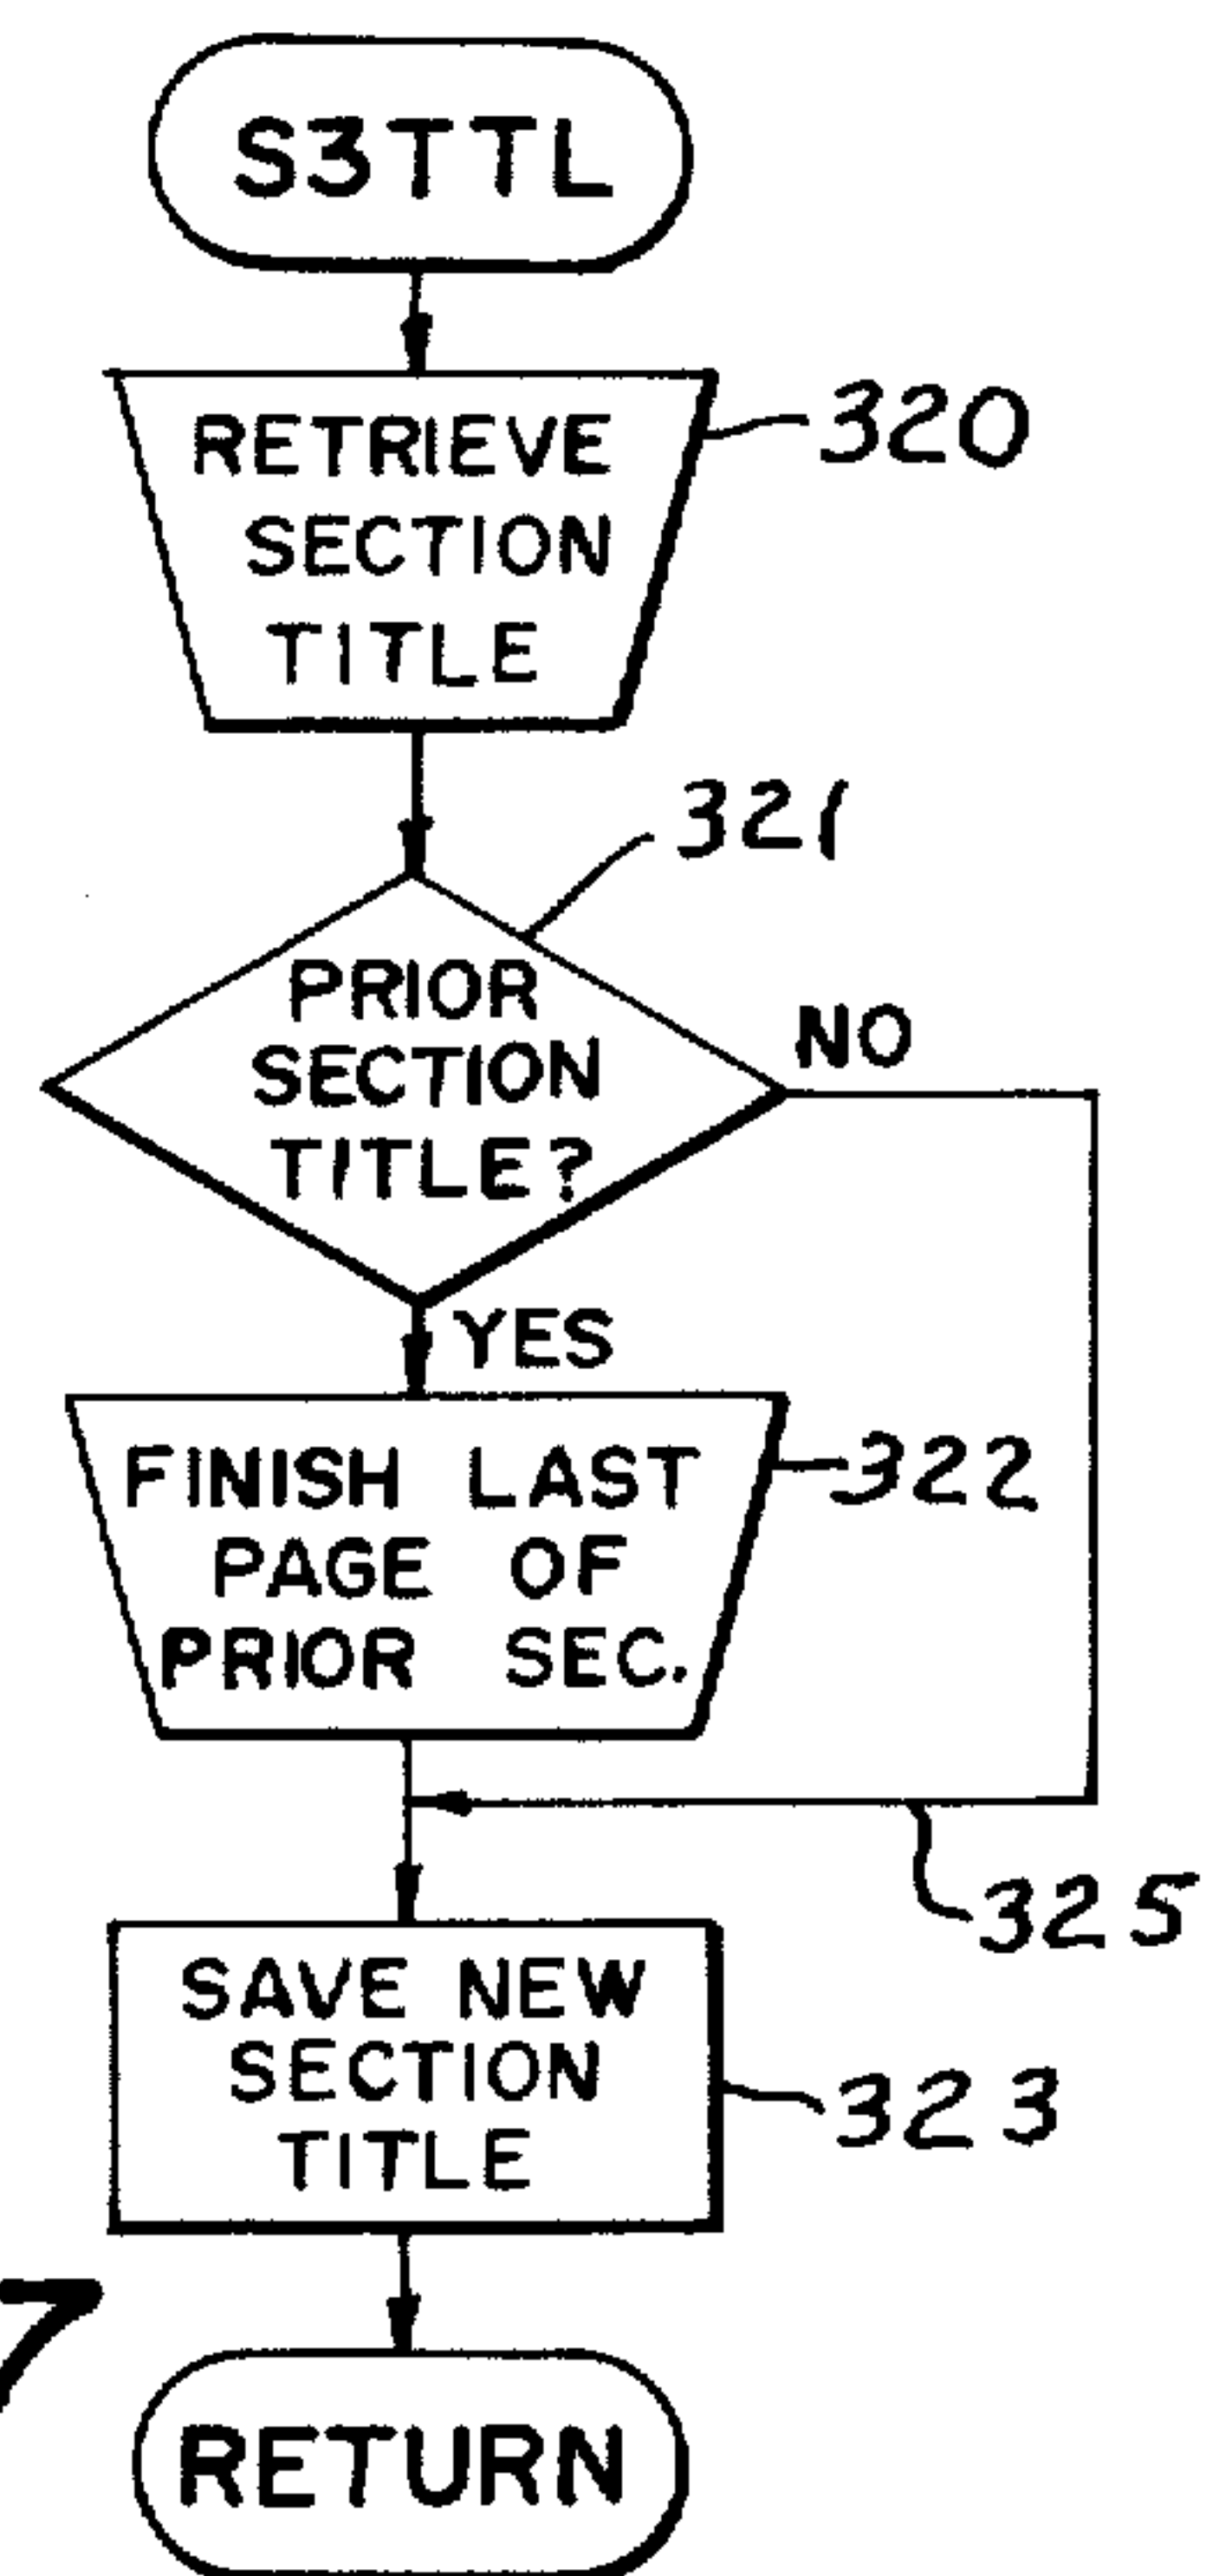 S3TTL
RETRIEVE
SECTION
TITLE
320
321
PRIOR
SECTION
TITLE?
NO
YES
FINISH LAST
PAGE OF
PRIOR SEC.
322
325
SAVE NEW
SECTION
TITLE
323
7
RETURN